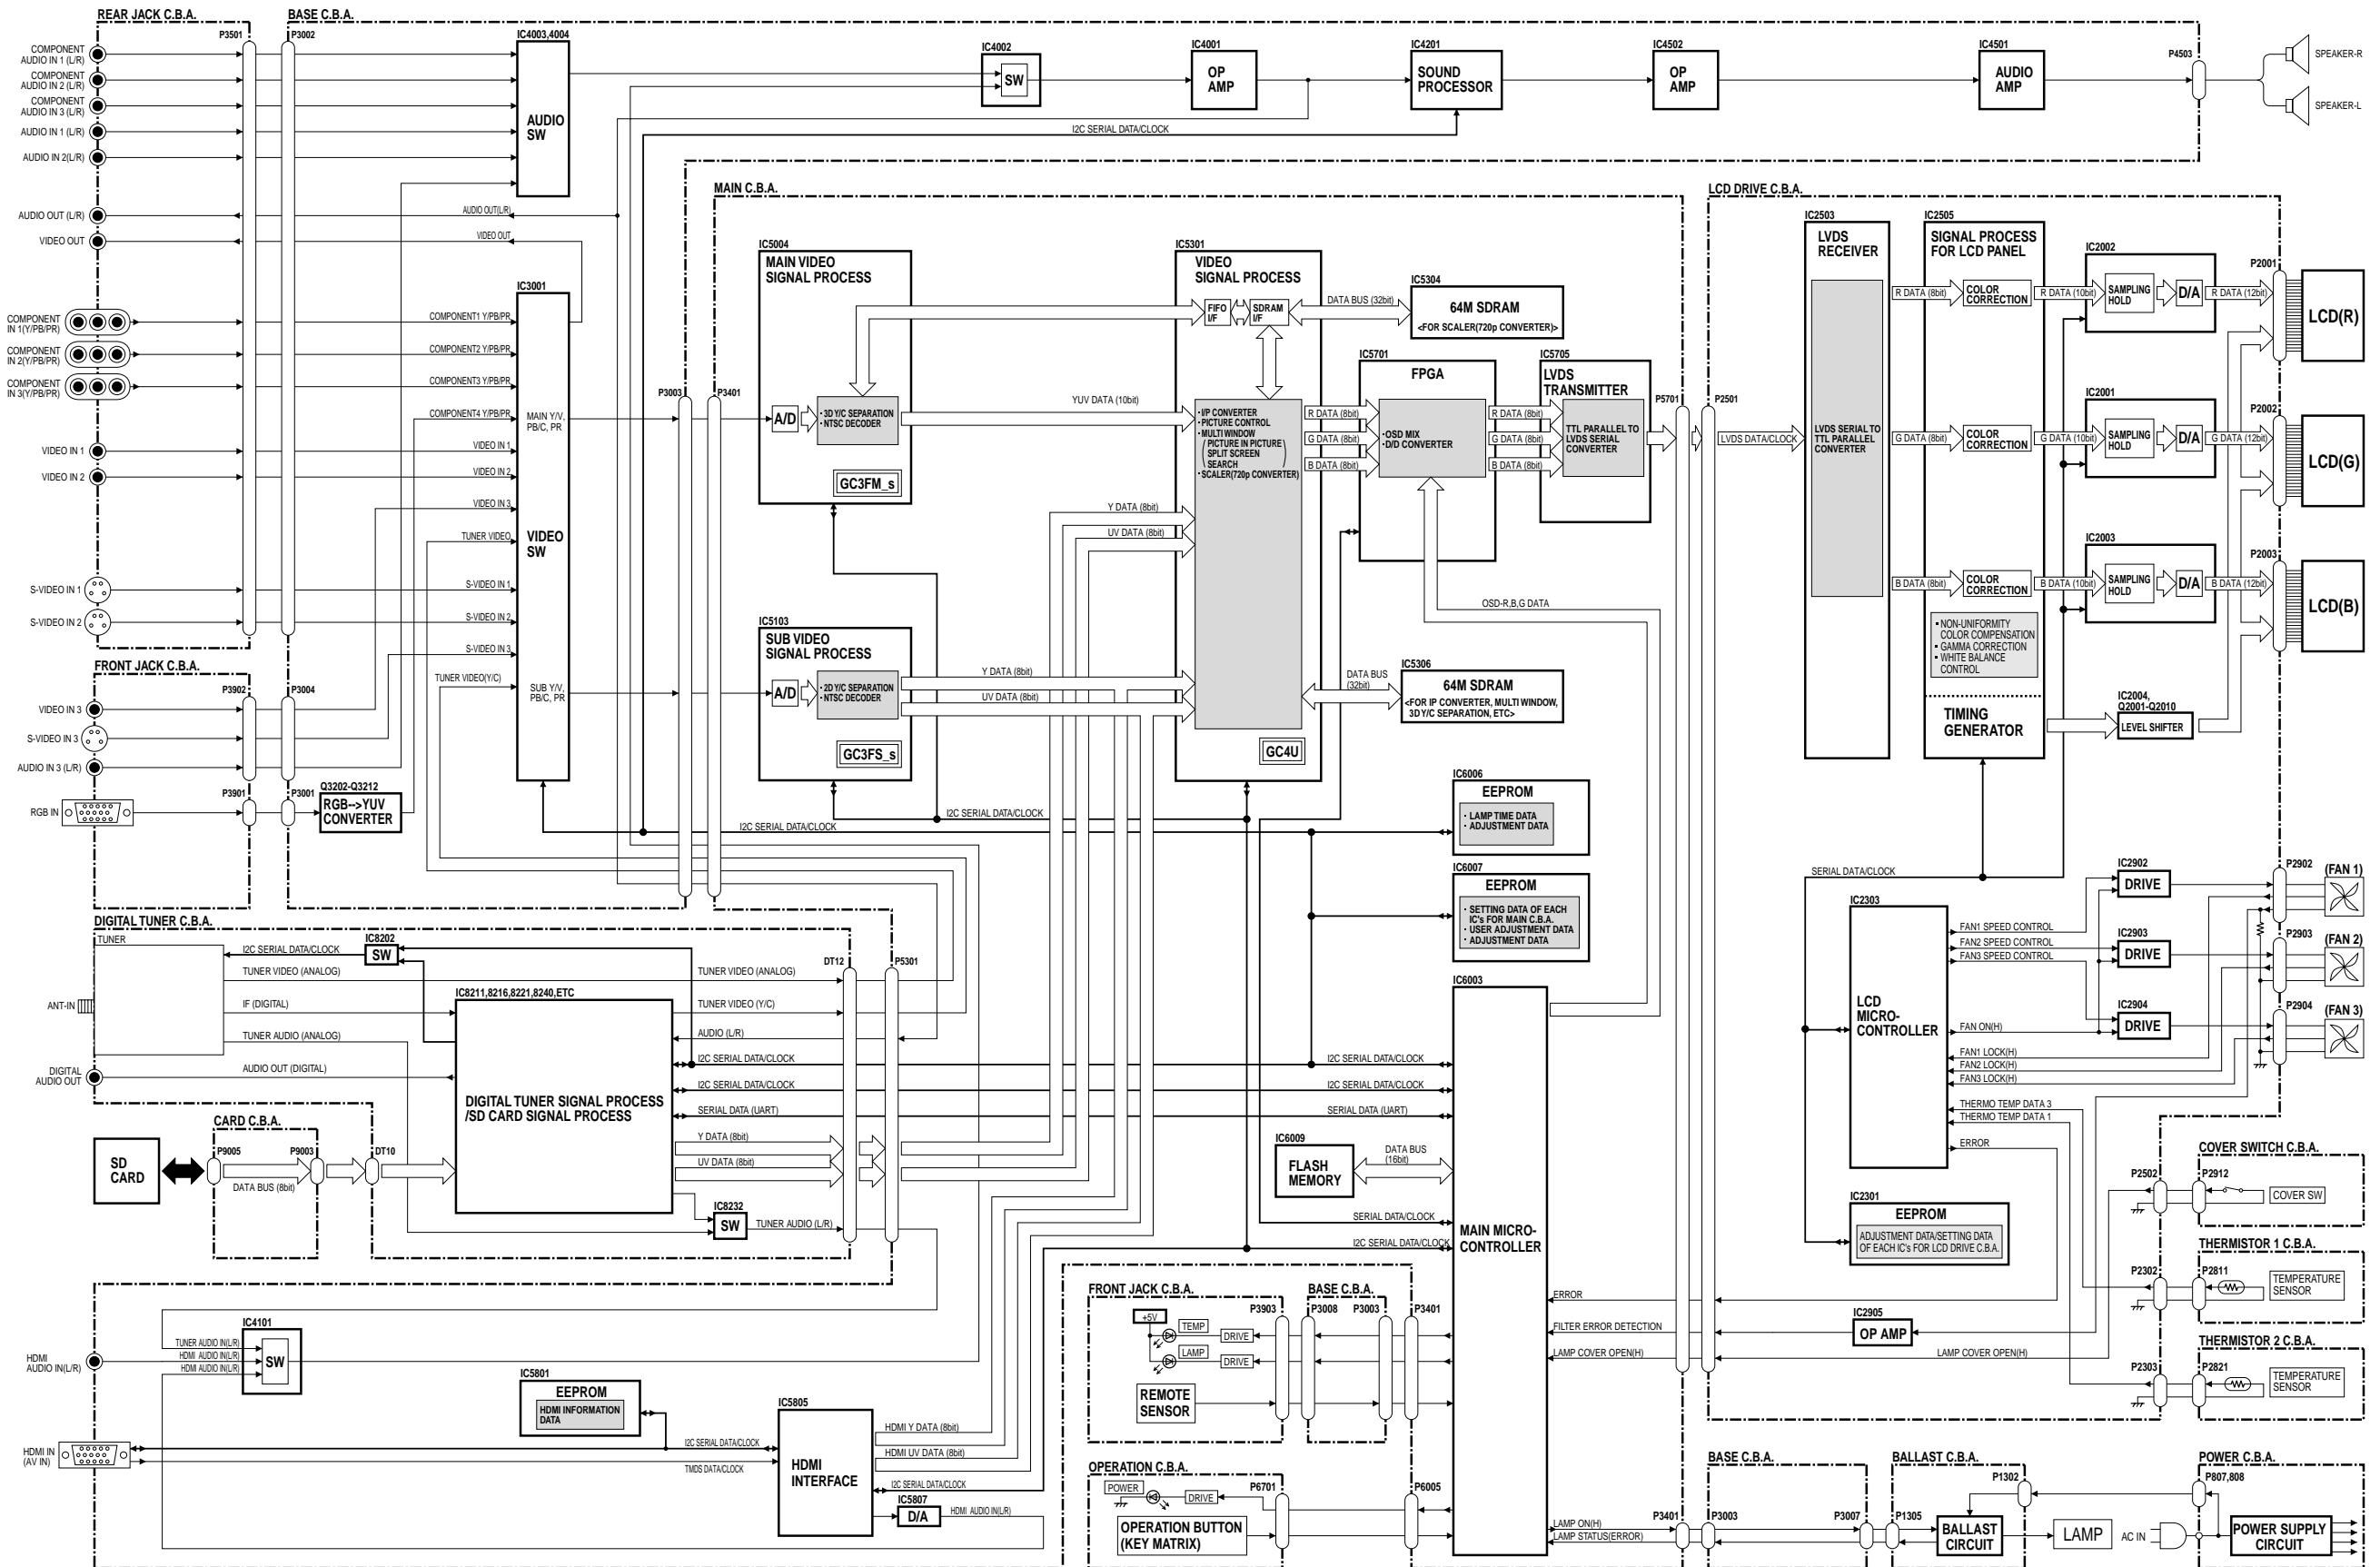 REAR JACK C.B.A.
P3501
BASE C.B.A.
P3002
COMPONENT
AUDIO IN 1 (L/R)
COMPONENT
AUDIO IN 2 (L/R)
COMPONENT
AUDIO IN 3 (L/R)
AUDIO IN 1 (L/R)
AUDIO IN 2(L/R)
AUDIO OUT (L/R)
VIDEO OUT
COMPONENT
IN 1(Y/PB/PR)
COMPONENT
IN 2(Y/PB/PR)
COMPONENT
IN 3(Y/PB/PR)
VIDEO IN 1
VIDEO IN 2
S-VIDEO IN 1
S-VIDEO IN 2
IC4003,4004
AUDIO
SW
AUDIO OUT(L/R)
VIDEO OUT
IC3001
COMPONENT1 Y/PB/PR
COMPONENT2 Y/PB/PR
COMPONENT3 Y/PB/PR
COMPONENT4 Y/PB/PR
VIDEO IN 1
VIDEO IN 2
VIDEO IN 3
TUNER VIDEO
S-VIDEO IN 1
S-VIDEO IN 2
S-VIDEO IN 3
TUNER VIDEO(Y/C)
MAIN Y/V,
PB/C, PR
VIDEO
SW
SUB Y/V,
PB/C, PR
IC4002
SW
IC4001
OP
AMP
IC4201
SOUND
PROCESSOR
IC4502
OP
AMP
IC4501
AUDIO
AMP
P4503
SPEAKER-R
SPEAKER-L
I2C SERIAL DATA/CLOCK
FRONT JACK C.B.A.
P3902
P3004
VIDEO IN 3
S-VIDEO IN 3
AUDIO IN 3 (L/R)
P3901
P3001
RGB IN
Q3202-Q3212
RGB-->YUV
CONVERTER
MAIN C.B.A.
P3003
P3401
IC5004
MAIN VIDEO
SIGNAL PROCESS
A/D
· 3D Y/C SEPARATION
· NTSC DECODER
GC3FM_s
YUV DATA (10bit)
IC5103
SUB VIDEO
SIGNAL PROCESS
A/D
· 2D Y/C SEPARATION
· NTSC DECODER
GC3FS_s
Y DATA (8bit)
UV DATA (8bit)
Y DATA (8bit)
UV DATA (8bit)
I2C SERIAL DATA/CLOCK
I2C SERIAL DATA/CLOCK
IC5301
VIDEO
SIGNAL PROCESS
FIFO
I/F
SDRAM
I/F
· I/P CONVERTER
· PICTURE CONTROL
· MULTI WINDOW
( PICTURE IN PICTURE
SPLIT SCREEN
SEARCH )
· SCALER(720p CONVERTER)
GC4U
DATA BUS (32bit)
IC5304
64M SDRAM
<FOR SCALER(720p CONVERTER)>
R DATA (8bit)
G DATA (8bit)
B DATA (8bit)
IC5701
FPGA
· OSD MIX
· D/D CONVERTER
R DATA (8bit)
G DATA (8bit)
B DATA (8bit)
IC5705
LVDS
TRANSMITTER
TTL PARALLEL TO
LVDS SERIAL
CONVERTER
P5701
P2501
OSD-R,B,G DATA
DATA BUS
(32bit)
IC5306
64M SDRAM
<FOR IP CONVERTER, MULTI WINDOW,
3D Y/C SEPARATION, ETC>
IC6006
EEPROM
· LAMP TIME DATA
· ADJUSTMENT DATA
IC6007
EEPROM
· SETTING DATA OF EACH
IC's FOR MAIN C.B.A.
· USER ADJUSTMENT DATA
· ADJUSTMENT DATA
LCD DRIVE C.B.A.
LVDS DATA/CLOCK
IC2503
LVDS
RECEIVER
LVDS SERIAL TO
TTL PARALLEL
CONVERTER
R DATA (8bit)
G DATA (8bit)
B DATA (8bit)
IC2505
SIGNAL PROCESS
FOR LCD PANEL
COLOR
CORRECTION
COLOR
CORRECTION
COLOR
CORRECTION
▪ NON-UNIFORMITY
COLOR COMPENSATION
▪ GAMMA CORRECTION
▪ WHITE BALANCE
CONTROL
TIMING
GENERATOR
R DATA (10bit)
G DATA (10bit)
B DATA (10bit)
IC2002
SAMPLING
HOLD
D/A
R DATA (12bit)
P2001
LCD(R)
IC2001
SAMPLING
HOLD
D/A
G DATA (12bit)
P2002
LCD(G)
IC2003
SAMPLING
HOLD
D/A
B DATA (12bit)
P2003
LCD(B)
IC2004,
Q2001-Q2010
LEVEL SHIFTER
SERIAL DATA/CLOCK
IC2303
LCD
MICRO-
CONTROLLER
FAN1 SPEED CONTROL
FAN2 SPEED CONTROL
FAN3 SPEED CONTROL
FAN ON(H)
FAN1 LOCK(H)
FAN2 LOCK(H)
FAN3 LOCK(H)
THERMO TEMP DATA 3
THERMO TEMP DATA 1
ERROR
IC2902
DRIVE
IC2903
DRIVE
IC2904
DRIVE
P2902
(FAN 1)
P2903
(FAN 2)
P2904
(FAN 3)
IC2301
EEPROM
ADJUSTMENT DATA/SETTING DATA
OF EACH IC's FOR LCD DRIVE C.B.A.
COVER SWITCH C.B.A.
P2502
P2912
COVER SW
THERMISTOR 1 C.B.A.
P2302
P2811
TEMPERATURE
SENSOR
THERMISTOR 2 C.B.A.
P2303
P2821
TEMPERATURE
SENSOR
IC2905
OP AMP
LAMP COVER OPEN(H)
DIGITAL TUNER C.B.A.
TUNER
ANT-IN
DIGITAL
AUDIO OUT
I2C SERIAL DATA/CLOCK
IC8202
SW
TUNER VIDEO (ANALOG)
IF (DIGITAL)
TUNER AUDIO (ANALOG)
AUDIO OUT (DIGITAL)
IC8211,8216,8221,8240,ETC
DIGITAL TUNER SIGNAL PROCESS
/SD CARD SIGNAL PROCESS
TUNER VIDEO (ANALOG)
TUNER VIDEO (Y/C)
AUDIO (L/R)
I2C SERIAL DATA/CLOCK
I2C SERIAL DATA/CLOCK
SERIAL DATA (UART)
Y DATA (8bit)
UV DATA (8bit)
IC8232
SW
TUNER AUDIO (L/R)
DT12
P5301
CARD C.B.A.
SD
CARD
P9005
P9003
DT10
DATA BUS (8bit)
IC6003
MAIN MICRO-
CONTROLLER
I2C SERIAL DATA/CLOCK
I2C SERIAL DATA/CLOCK
SERIAL DATA (UART)
IC6009
FLASH
MEMORY
DATA BUS
(16bit)
SERIAL DATA/CLOCK
I2C SERIAL DATA/CLOCK
ERROR
FILTER ERROR DETECTION
LAMP COVER OPEN(H)
LAMP ON(H)
LAMP STATUS(ERROR)
HDMI
AUDIO IN(L/R)
IC4101
TUNER AUDIO IN(L/R)
HDMI AUDIO IN(L/R)
HDMI AUDIO IN(L/R)
SW
HDMI IN
(AV IN)
IC5801
EEPROM
HDMI INFORMATION
DATA
I2C SERIAL DATA/CLOCK
TMDS DATA/CLOCK
IC5805
HDMI
INTERFACE
HDMI Y DATA (8bit)
HDMI UV DATA (8bit)
I2C SERIAL DATA/CLOCK
IC5807
D/A
HDMI AUDIO IN(L/R)
FRONT JACK C.B.A.
+5V
TEMP
DRIVE
LAMP
DRIVE
REMOTE
SENSOR
P3903
BASE C.B.A.
P3008
P3003
P3401
OPERATION C.B.A.
POWER
DRIVE
OPERATION BUTTON
(KEY MATRIX)
P6701
P6005
P3401
BASE C.B.A.
P3003
P3007
BALLAST C.B.A.
P1305
P1302
BALLAST
CIRCUIT
LAMP
AC IN
POWER C.B.A.
P807,808
POWER SUPPLY
CIRCUIT